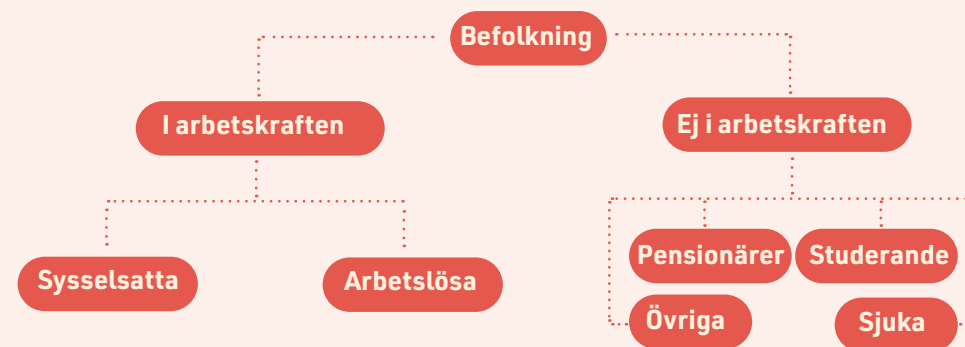 Befolkning
I arbetskraften
Ej i arbetskraften
Sysselsatta
Arbetslösa
Pensionärer
Studerande
Övriga
Sjuka